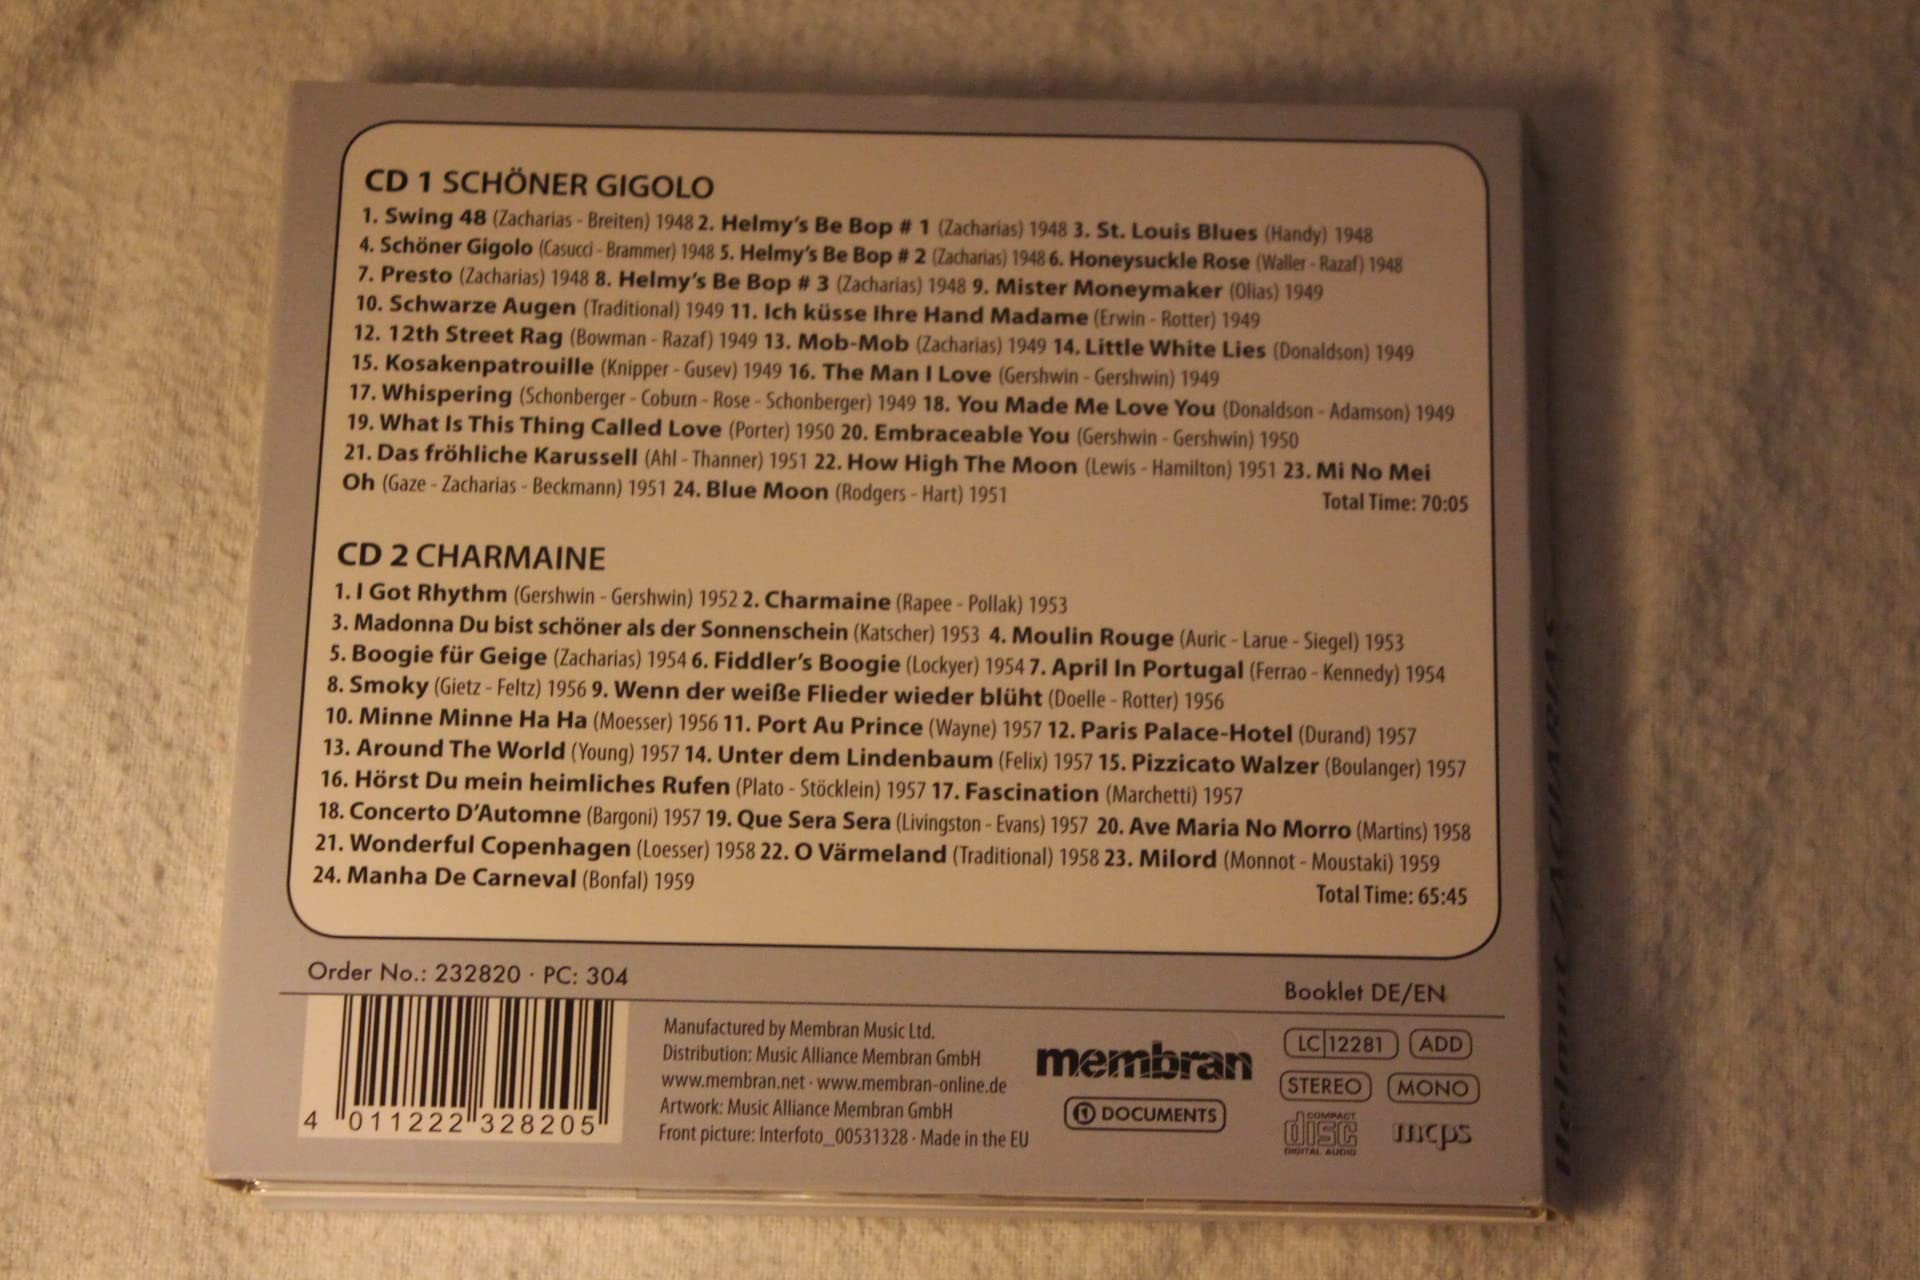 CD 1 SCHÖNER GIGOLO
1. Swing 48 (Zacharias - Breiten) 1948 2. Helmy's Be Bop # 1 (Zacharias) 1948 3. St. Louis Blues (Handy) 1948
4. Schöner Gigolo (Casucci - Brammer) 1948 5. Helmy's Be Bop # 2 (Zacharias) 1948 6. Honeysuckle Rose (Waller - Razaf) 1948
7. Presto (Zacharias) 1948 8. Helmy's Be Bop # 3 (Zacharias) 1948 9. Mister Moneymaker (Olias) 1949
10. Schwarze Augen (Traditional) 1949 11. Ich küsse Ihre Hand Madame (Erwin - Rotter) 1949
12. 12th Street Rag (Bowman - Razaf) 1949 13. Mob-Mob (Zacharias) 1949 14. Little White Lies (Donaldson) 1949
15. Kosakenpatrouille (Knipper - Gusev) 1949 16. The Man I Love (Gershwin - Gershwin) 1949
17. Whispering (Schonberger - Coburn - Rose - Schonberger) 1949 18. You Made Me Love You (Donaldson - Adamson) 1949
19. What Is This Thing Called Love (Porter) 1950 20. Embraceable You (Gershwin - Gershwin) 1950
21. Das fröhliche Karussell (Ahl - Thanner) 1951 22. How High The Moon (Lewis - Hamilton) 1951 23. Mi No Mei
Oh (Gaze - Zacharias - Beckmann) 1951 24. Blue Moon (Rodgers - Hart) 1951 Total Time: 70:05
CD 2 CHARMAINE
1. I Got Rhythm (Gershwin - Gershwin) 1952 2. Charmaine (Rapee - Pollak) 1953
3. Madonna Du bist schöner als der Sonnenschein (Katscher) 1953 4. Moulin Rouge (Auric - Larue - Siegel) 1953
5. Boogie für Geige (Zacharias) 1954 6. Fiddler's Boogie (Lockyer) 1954 7. April In Portugal (Ferrao - Kennedy) 1954
8. Smoky (Gietz - Feltz) 1956 9. Wenn der weiße Flieder wieder blüht (Doelle - Rotter) 1956
10. Minne Minne Ha Ha (Moesser) 1956 11. Port Au Prince (Wayne) 1957 12. Paris Palace-Hotel (Durand) 1957
13. Around The World (Young) 1957 14. Unter dem Lindenbaum (Felix) 1957 15. Pizzicato Walzer (Boulanger) 1957
16. Hörst Du mein heimliches Rufen (Plato - Stöcklein) 1957 17. Fascination (Marchetti) 1957
18. Concerto D'Automne (Bargoni) 1957 19. Que Sera Sera (Livingston - Evans) 1957 20. Ave Maria No Morro (Martins) 1958
21. Wonderful Copenhagen (Loesser) 1958 22. O Värmeland (Traditional) 1958 23. Milord (Monnot - Moustaki) 1959
24. Manha De Carneval (Bonfal) 1959 Total Time: 65:45
Order No.: 232820 · PC: 304
Booklet DE/EN
4 011222 328205
Manufactured by Membran Music Ltd.
Distribution: Music Alliance Membran GmbH
www.membran.net · www.membran-online.de
Artwork: Music Alliance Membran GmbH
Front picture: Interfoto_00531328 · Made in the EU
membran
DOCUMENTS
LC 12281 ADD
STEREO MONO
COMPACT
disc
DIGITAL AUDIO
mcps
Helmut ZACHARIAS